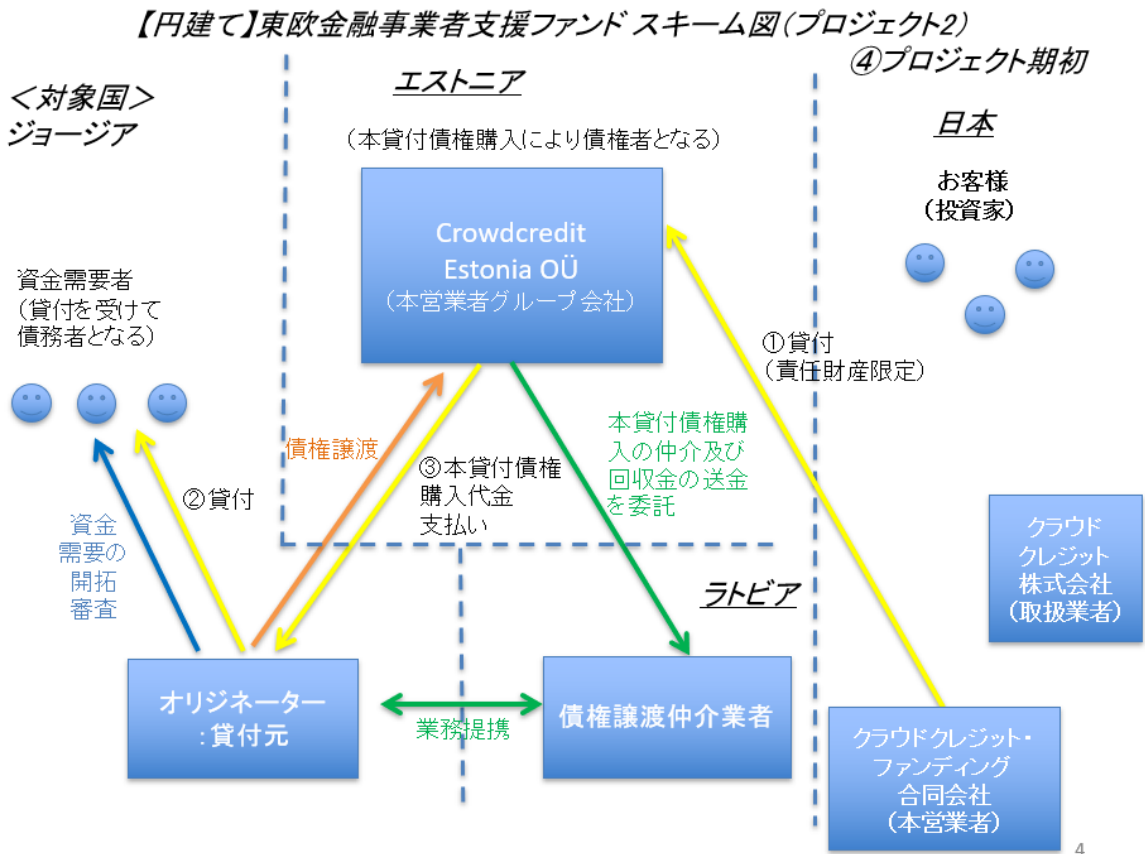 【円建て】東欧金融事業者支援ファンド スキーム図（プロジェクト2）
④プロジェクト期初
＜対象国＞
ジョージア
エストニア
日本
（本貸付債権購入により債権者となる）
お客様
（投資家）
Crowdcredit
Estonia OÜ
（本営業者グループ会社）
資金需要者
（貸付を受けて
債務者となる）
①貸付
（責任財産限定）
債権譲渡
③本貸付債権
購入代金
支払い
本貸付債権購
入の仲介及び
回収金の送金
を委託
②貸付
資金
需要の
開拓
審査
クラウド
クレジット
株式会社
（取扱業者）
ラトビア
オリジネーター
：貸付元
業務提携
債権譲渡仲介業者
クラウドクレジット・
ファンディング
合同会社
（本営業者）
4